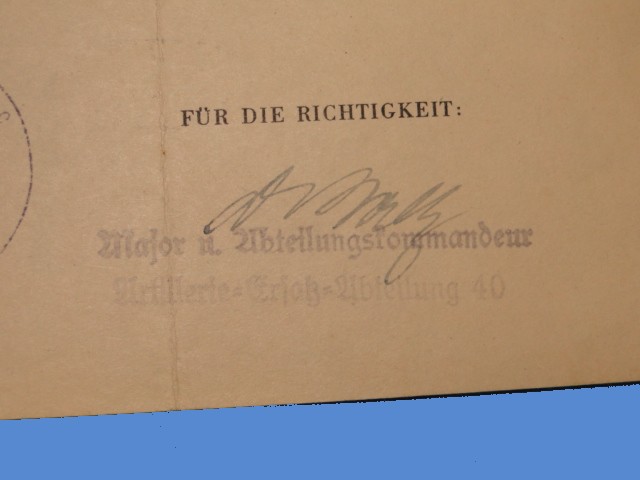 FÜR DIE RICHTIGKEIT:
Major u. Abteilungskommandeur
Artillerie=Ersatz=Abteilung 40